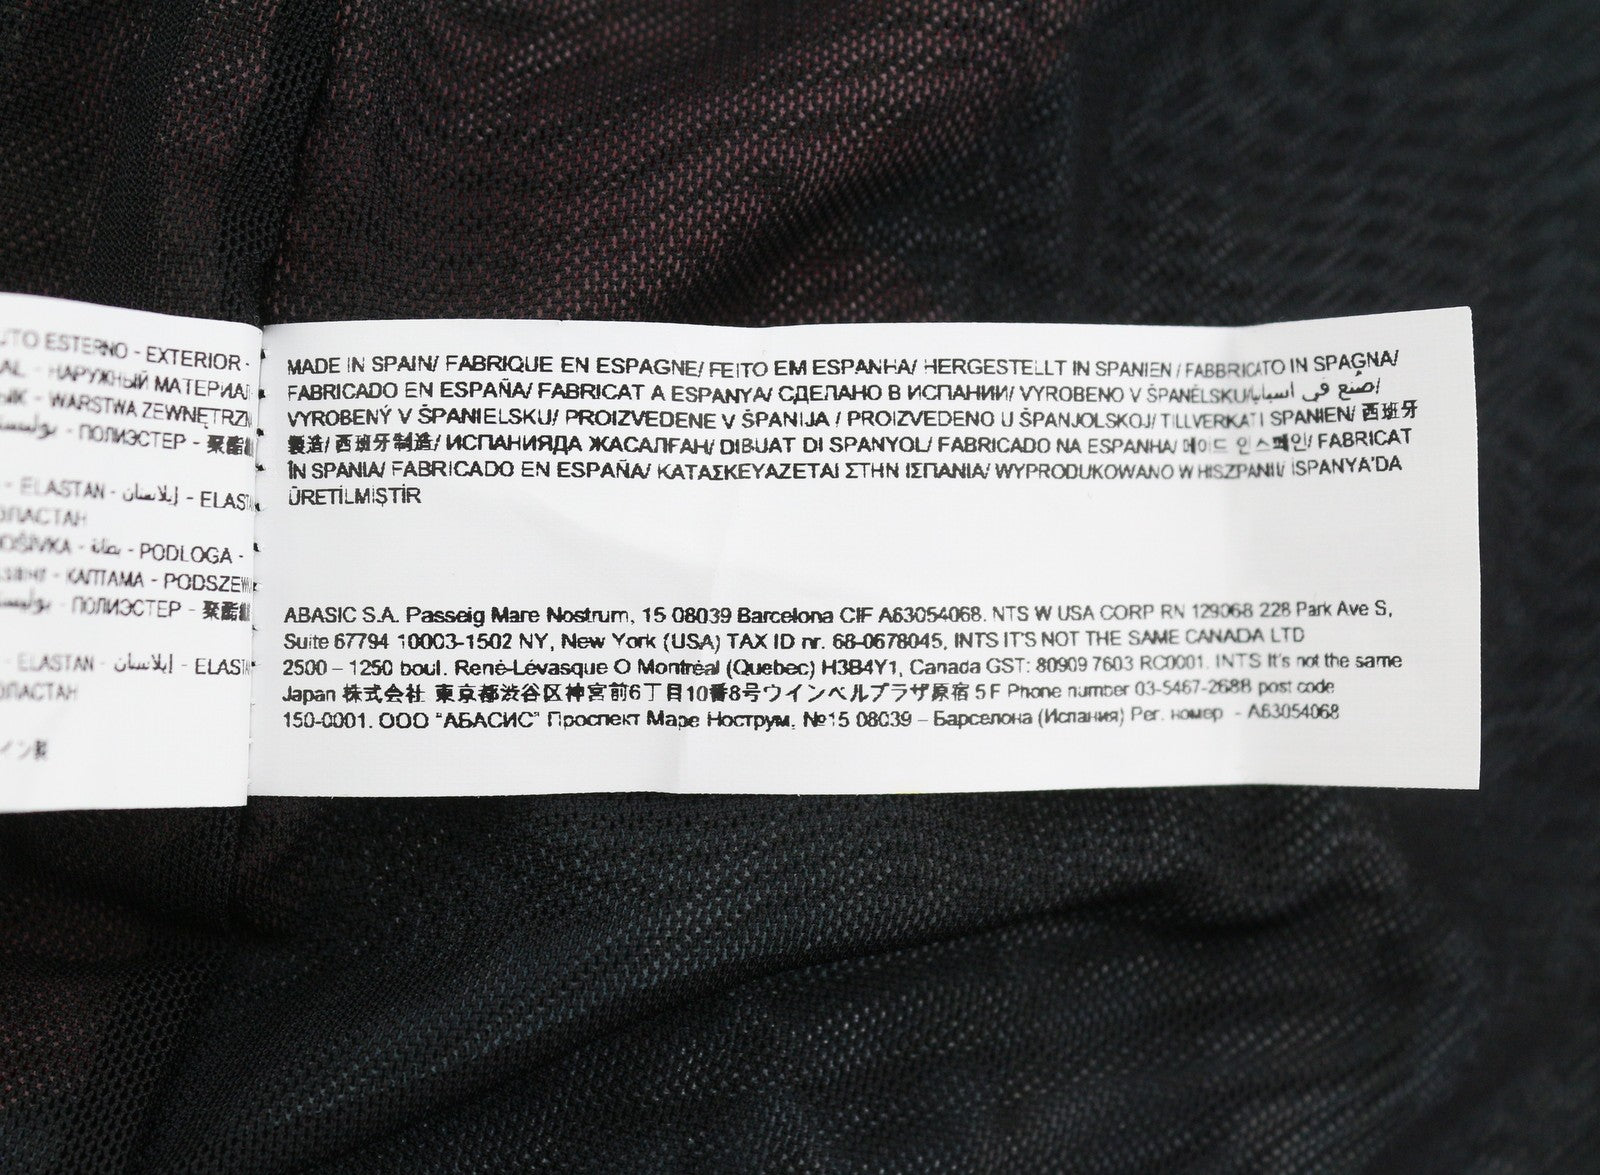 UTO ESTERNO - EXTERIOR -
AL - НАРУЖНЫЙ МАТЕРИАЛ
NIK - WARSTWA ZEWNĘTRZN
بوليستر - ПОЛИЭСТЕР - 聚酯
- ELASTAN - إيلاستان - ELAST
ЭЛАСТАН
OŠIVKA - بطانة - PODLOGA -
КАПТАМА - PODSZEW
بوليستر - ПОЛИЭСТЕР - 聚酯
- ELASTAN - إيلاستان - ELAST
ЭЛАСТАН
イン製
MADE IN SPAIN/ FABRIQUE EN ESPAGNE/ FEITO EM ESPANHA/ HERGESTELLT IN SPANIEN / FABBRICATO IN SPAGNA/
FABRICADO EN ESPAÑA/ FABRICAT A ESPANYA/ СДЕЛАНО В ИСПАНИИ/ VYROBENO V ŠPANĚLSKU/ صُنع في أسبانيا/
VYROBENÝ V ŠPANIELSKU/ PROIZVEDENE V ŠPANIJA / PROIZVEDENO U ŠPANJOLSKOJ/ TILLVERKAT I SPANIEN/ 西班牙
製造/ 西班牙制造/ ИСПАНИЯДА ЖАСАЛҒАН/ DIBUAT DI SPANYOL/ FABRICADO NA ESPANHA/ 메이드 인 스페인/ FABRICAT
ÎN SPANIA/ FABRICADO EN ESPAÑA/ ΚΑΤΑΣΚΕΥΑΖΕΤΑΙ ΣΤΗΝ ΙΣΠΑΝΙΑ/ WYPRODUKOWANO W HISZPANII/ İSPANYA'DA
ÜRETİLMİŞTİR
ABASIC S.A. Passeig Mare Nostrum, 15 08039 Barcelona CIF A63054068. NTS W USA CORP RN 129068 228 Park Ave S,
Suite 67794 10003-1502 NY, New York (USA) TAX ID nr. 68-0678045, INTS IT'S NOT THE SAME CANADA LTD
2500 – 1250 boul. René-Lévasque O Montréal (Quebec) H3B4Y1, Canada GST: 80909 7603 RC0001. INTS It's not the same
Japan 株式会社 東京都渋谷区神宮前6丁目10番8号ウインベルプラザ原宿 5 F Phone number 03-5467-2688 post code
150-0001. ООО “АБАСИС” Проспект Маре Нострум, №15 08039 – Барселона (Испания) Рег. номер - A63054068